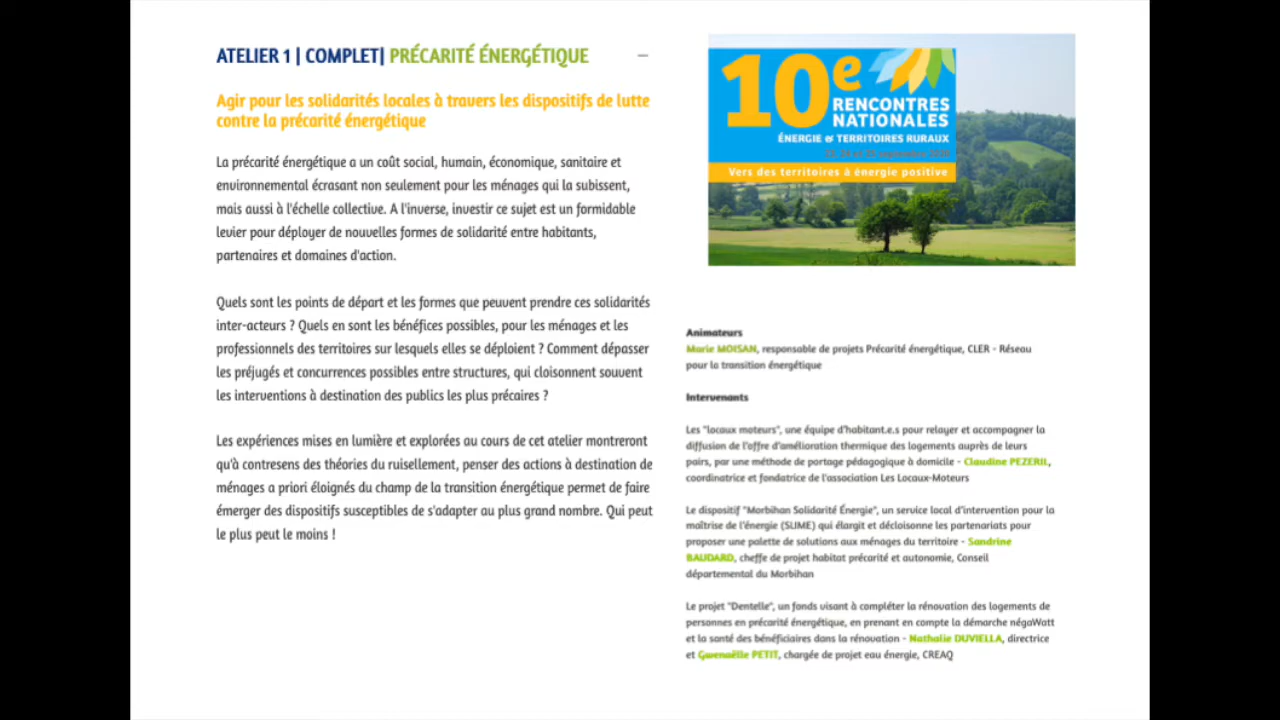 ATELIER 1 | COMPLET| PRÉCARITÉ ÉNERGÉTIQUE
Agir pour les solidarités locales à travers les dispositifs de lutte
contre la précarité énergétique
La précarité énergétique a un coût social, humain, économique, sanitaire et
environnemental écrasant non seulement pour les ménages qui la subissent,
mais aussi à l'échelle collective. A l'inverse, investir ce sujet est un formidable
levier pour déployer de nouvelles formes de solidarité entre habitants,
partenaires et domaines d'action.
Quels sont les points de départ et les formes que peuvent prendre ces solidarités
inter-acteurs ? Quels en sont les bénéfices possibles, pour les ménages et les
professionnels des territoires sur lesquels elles se déploient ? Comment dépasser
les préjugés et concurrences possibles entre structures, qui cloisonnent souvent
les interventions à destination des publics les plus précaires ?
Les expériences mises en lumière et explorées au cours de cet atelier montreront
qu'à contresens des théories du ruisellement, penser des actions à destination de
ménages a priori éloignés du champ de la transition énergétique permet de faire
émerger des dispositifs susceptibles de s'adapter au plus grand nombre. Qui peut
le plus peut le moins !
10e
RENCONTRES
NATIONALES
ÉNERGIE & TERRITOIRES RURAUX
septembre 2020
Vers des territoires à énergie positive
Animateurs
Marie MOISAN, responsable de projets Précarité énergétique, CLER - Réseau
pour la transition énergétique
Intervenants
Les "locaux moteurs", une équipe d'habitant.e.s pour relayer et accompagner la
diffusion de l'offre d'amélioration thermique des logements auprès de leurs
pairs, par une méthode de portage pédagogique à domicile - Claudine PEZERIL,
coordinatrice et fondatrice de l'association Les Locaux-Moteurs
Le dispositif "Morbihan Solidarité Énergie", un service local d'intervention pour la
maîtrise de l'énergie (SLIME) qui élargit et décloisonne les partenariats pour
proposer une palette de solutions aux ménages du territoire - Sandrine
BAUDARD, cheffe de projet habitat précarité et autonomie, Conseil
départemental du Morbihan
Le projet "Dentelle", un fonds visant à compléter la rénovation des logements de
personnes en précarité énergétique, en prenant en compte la démarche négaWatt
et la santé des bénéficiaires dans la rénovation - Nathalie DUVIELLA, directrice
et Gwenaëlle PETIT, chargée de projet eau énergie, CREAQ